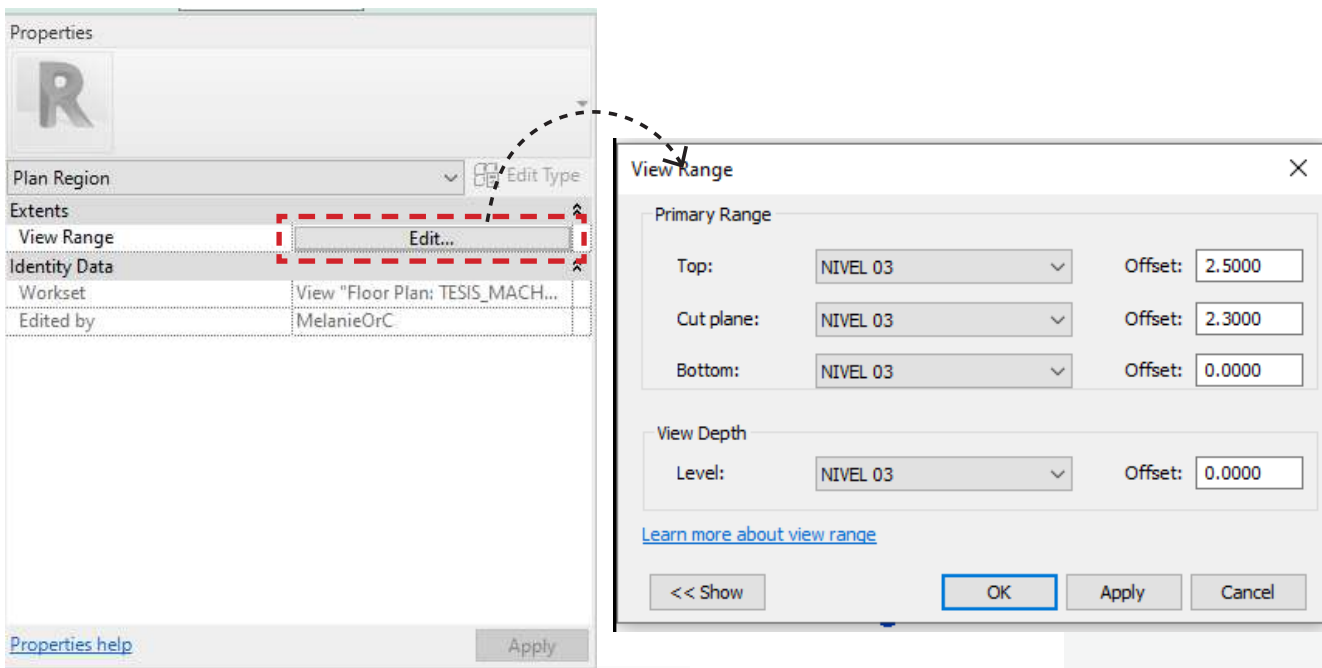 Properties
R
Plan Region
Edit Type
Extents
View Range Edit...
Identity Data
Workset View "Floor Plan: TESIS_MACH...
Edited by MelanieOrC
Properties help Apply
View Range
Primary Range
Top: NIVEL 03 Offset: 2.5000
Cut plane: NIVEL 03 Offset: 2.3000
Bottom: NIVEL 03 Offset: 0.0000
View Depth
Level: NIVEL 03 Offset: 0.0000
Learn more about view range
<< Show OK Apply Cancel